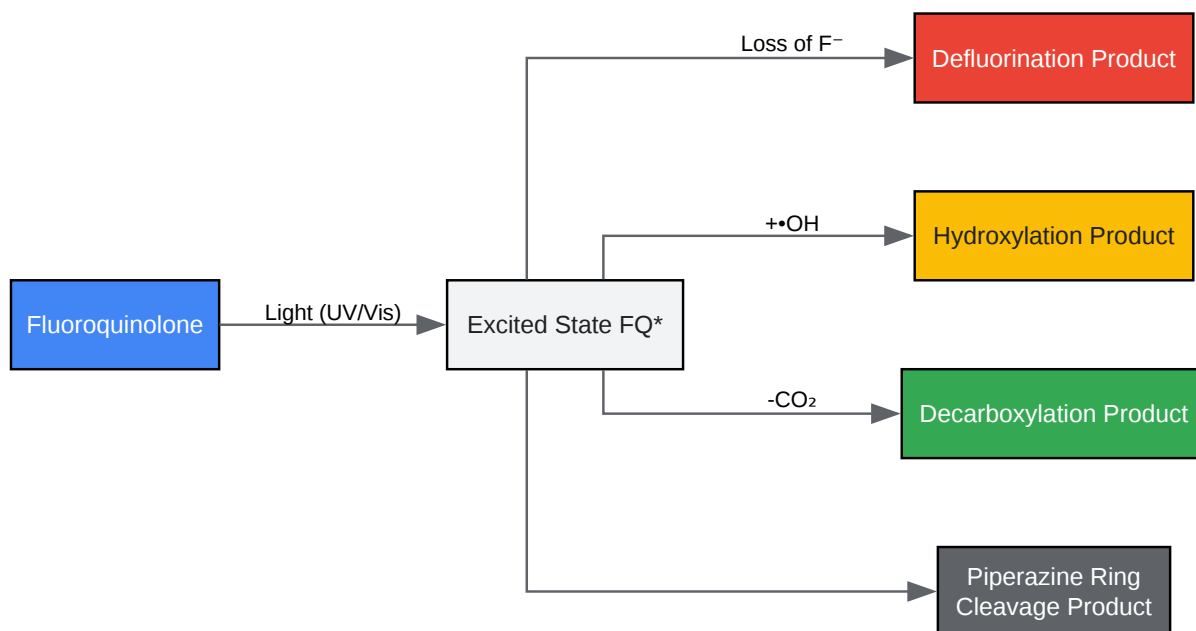 Loss of F⁻
Defluorination Product
+•OH
Hydroxylation Product
Fluoroquinolone
Light (UV/Vis)
Excited State FQ*
-CO₂
Decarboxylation Product
Piperazine Ring
Cleavage Product